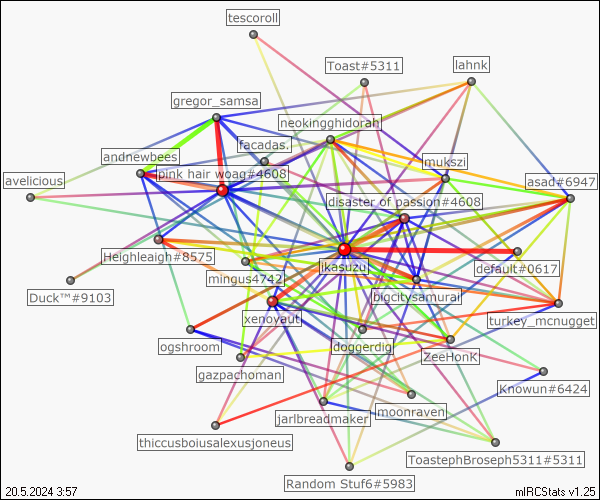 tescoroll
Toast#5311
lahnk
gregor_samsa
neokingghidorah
facadas.
andnewbees
mukszi
avelicious
pink hair woag#4608
asad#6947
disaster of passion#4608
Heighleaigh#8575
mingus4742
jkasuzuj
default#0617
Duck™#9103
bigcitysamurai
xenovaut
turkey_mcnugget
ogshroom
doggerdig
ZeeHonK
gazpachoman
Knowun#6424
jarlbreadmaker
moonraven
thiccusboiusalexusjoneus
ToastephBroseph5311#5311
Random Stuf6#5983
20.5.2024 3:57
mIRCStats v1.25